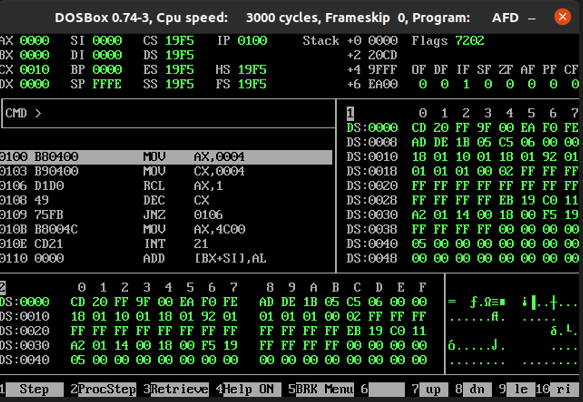 DOSBox 0.74-3, Cpu speed: 3000 cycles, Frameskip 0, Program: AFD
AX 0000 SI 0000 CS 19F5 IP 0100 Stack +0 0000 Flags 7202
BX 0000 DI 0000 DS 19F5 +2 20CD
CX 0010 BP 0000 ES 19F5 HS 19F5 +4 9FFF OF DF IF SF ZF AF PF CF
DX 0000 SP FFFE SS 19F5 FS 19F5 +6 EA00 0 0 1 0 0 0 0 0
CMD >
1 0 1 2 3 4 5 6 7
DS:0000 CD 20 FF 9F 00 EA F0 FE
DS:0008 AD DE 1B 05 C5 06 00 00
DS:0010 18 01 10 01 18 01 92 01
DS:0018 01 01 01 00 02 FF FF FF
DS:0020 FF FF FF FF FF FF FF FF
DS:0028 FF FF FF FF EB 19 C0 11
DS:0030 A2 01 14 00 18 00 F5 19
DS:0038 FF FF FF FF 00 00 00 00
DS:0040 05 00 00 00 00 00 00 00
DS:0048 00 00 00 00 00 00 00 00
0100 B80400 MOV AX,0004
0103 B90400 MOV CX,0004
0106 D1D0 RCL AX,1
0108 49 DEC CX
0109 75FB JNZ 0106
010B B8004C MOV AX,4C00
010E CD21 INT 21
0110 0000 ADD [BX+SI],AL
2 0 1 2 3 4 5 6 7 8 9 A B C D E F
DS:0000 CD 20 FF 9F 00 EA F0 FE AD DE 1B 05 C5 06 00 00
DS:0010 18 01 10 01 18 01 92 01 01 01 01 00 02 FF FF FF
DS:0020 FF FF FF FF FF FF FF FF FF FF FF FF EB 19 C0 11
DS:0030 A2 01 14 00 18 00 F5 19 FF FF FF FF 00 00 00 00
DS:0040 05 00 00 00 00 00 00 00 00 00 00 00 00 00 00 00
1 Step 2 ProcStep 3 Retrieve 4 Help ON 5 BRK Menu 6 7 up 8 dn 9 le 10 ri